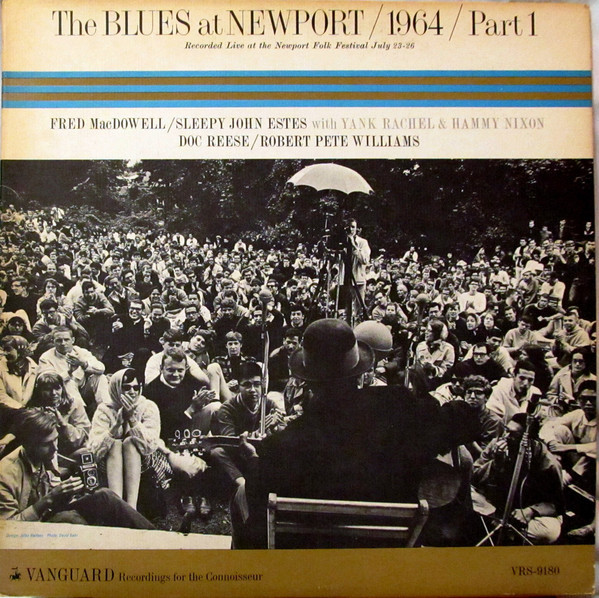 The BLUES at NEWPORT / 1964 / Part 1
Recorded Live at the Newport Folk Festival July 23-26
FRED MacDOWELL/SLEEPY JOHN ESTES with YANK RACHEL & HAMMY NIXON
DOC REESE/ROBERT PETE WILLIAMS
VANGUARD Recordings for the Connoisseur
VRS-9180